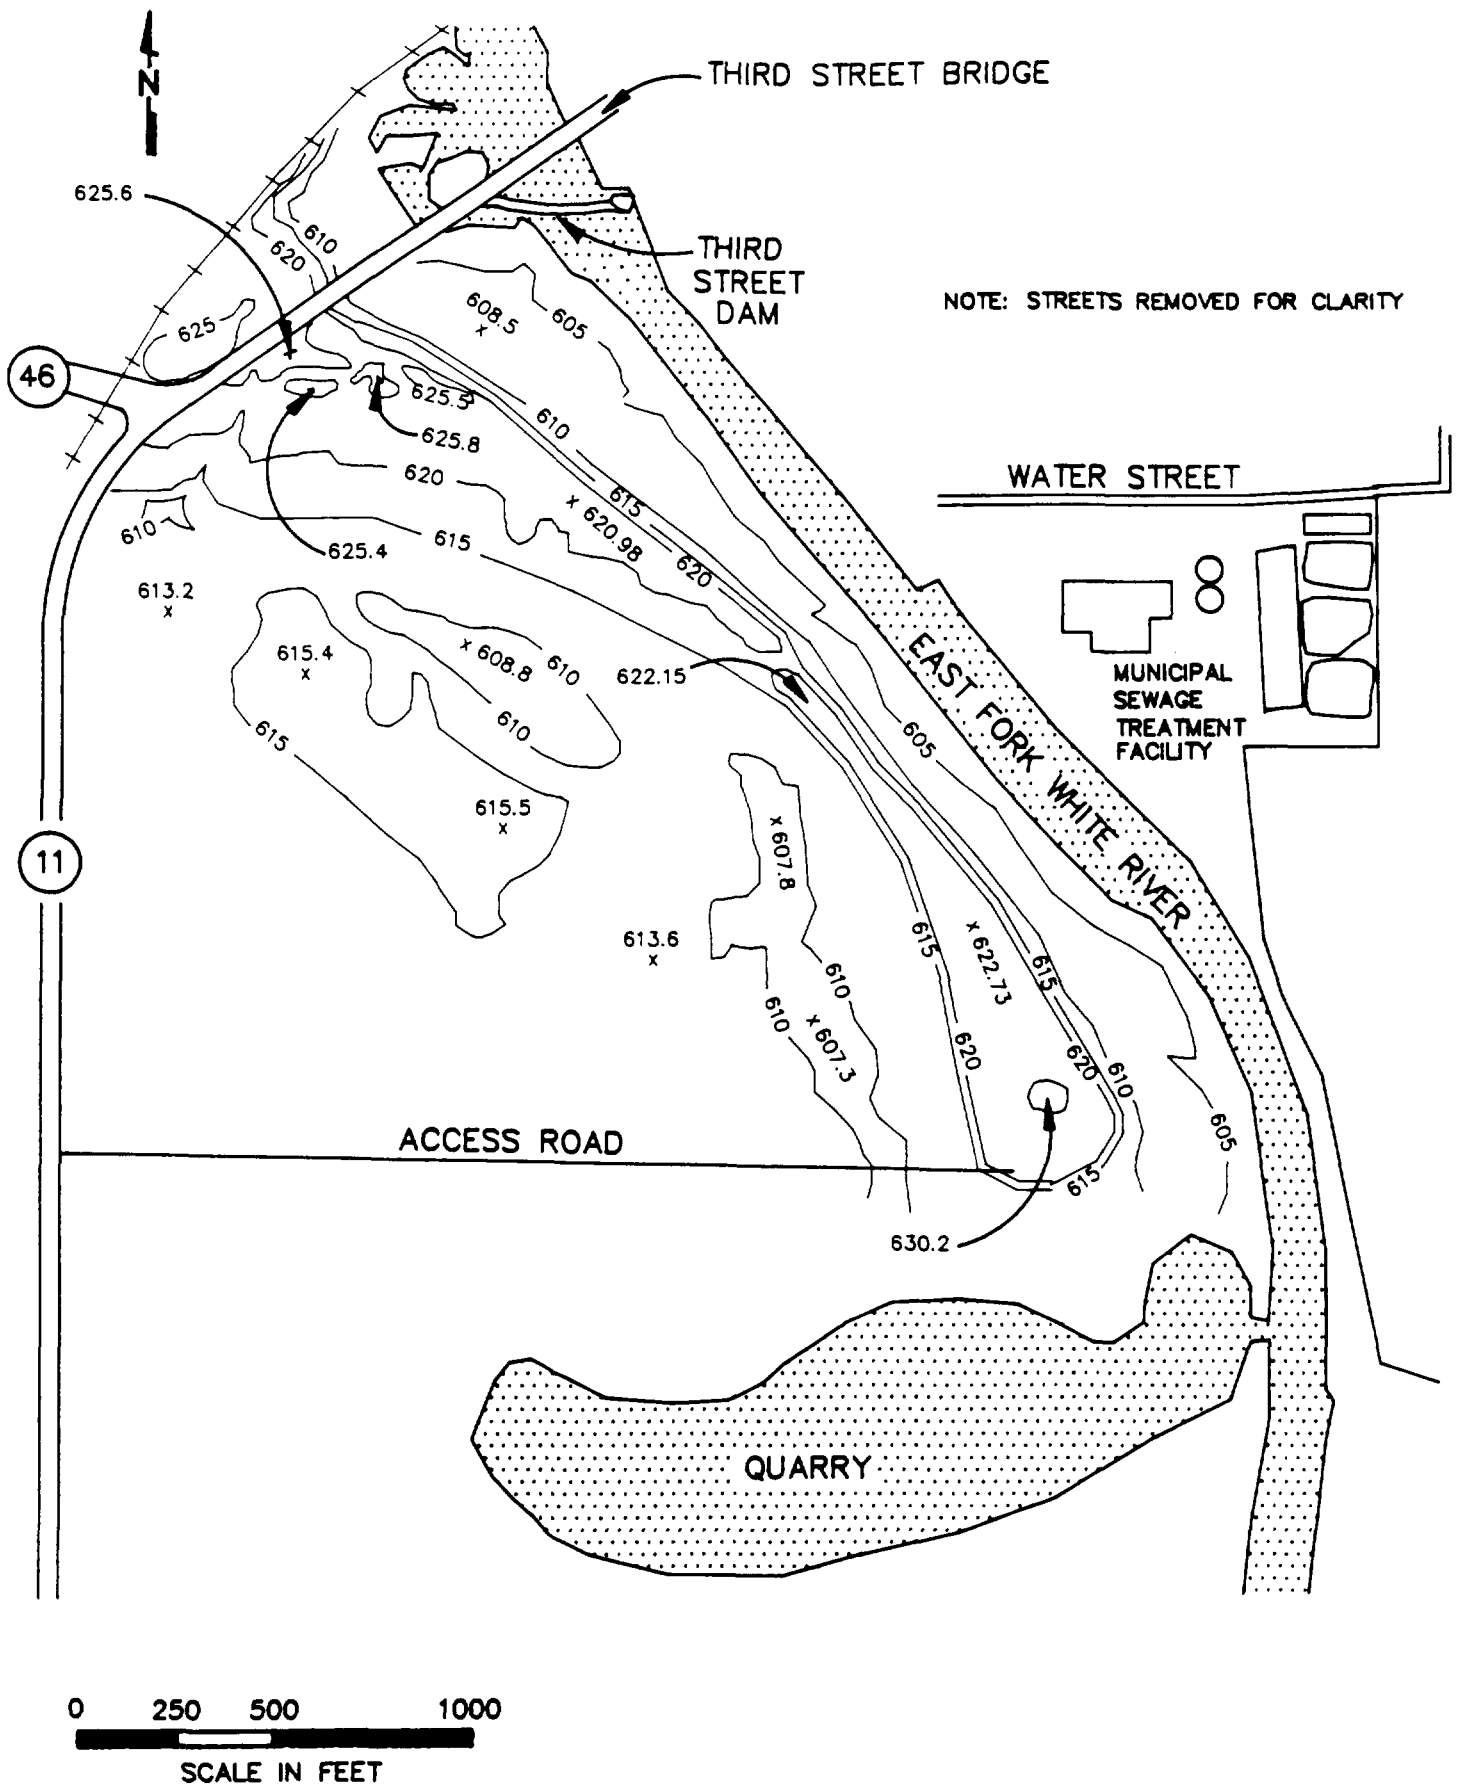 THIRD STREET BRIDGE
N
625.6
610
620
THIRD
STREET
DAM
NOTE: STREETS REMOVED FOR CLARITY
608.5
605
625
46
625.5
610
625.8
620
WATER STREET
615
x 620.98
610
615
625.4
620
613.2
x
EAST FORK WHITE RIVER
615.4
x
x 608.8
610
622.15
MUNICIPAL
SEWAGE
TREATMENT
FACILITY
610
615
605
615.5
x
x 607.8
11
613.6
x
615
x 622.73
615
610
610
x 607.3
620
620
610
605
ACCESS ROAD
615
630.2
QUARRY
0 250 500 1000
SCALE IN FEET